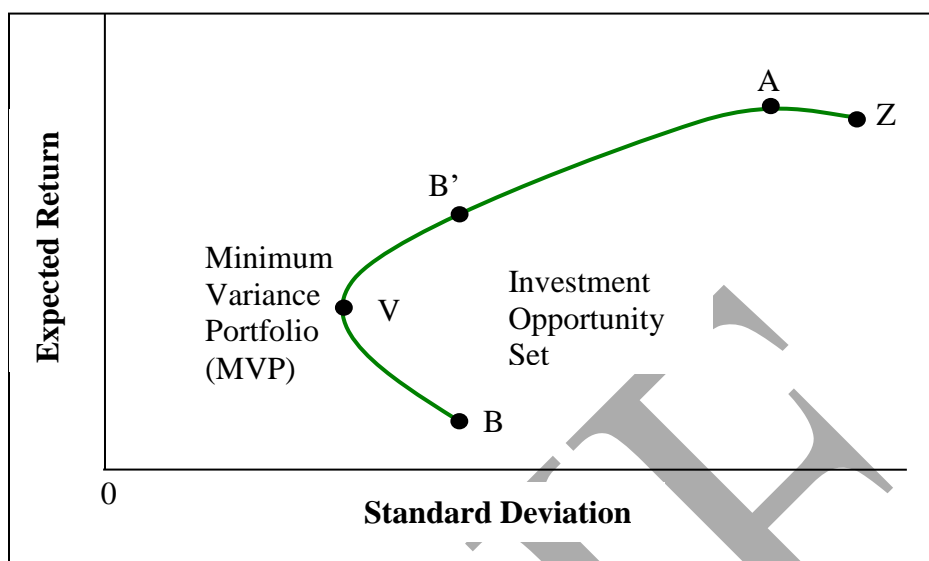 A
Z
B’
Expected Return
Minimum
Variance
Portfolio
(MVP)
V
Investment
Opportunity
Set
B
0
Standard Deviation